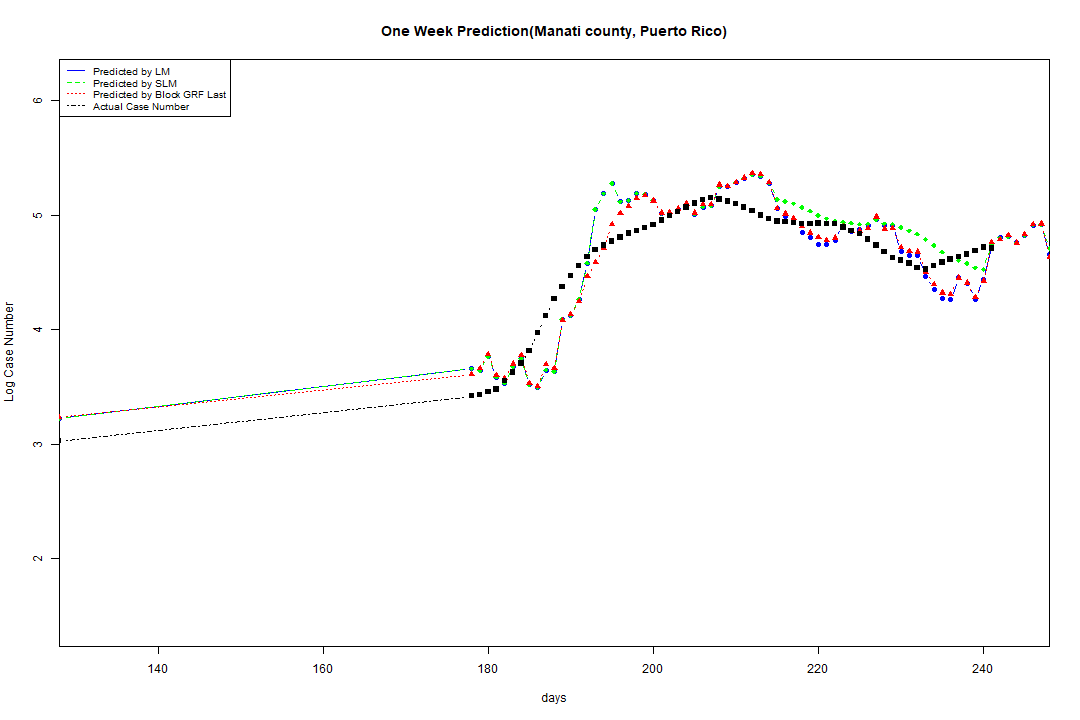 One Week Prediction(Manati county, Puerto Rico)
Predicted by LM
Predicted by SLM
Predicted by Block GRF Last
Actual Case Number
Log Case Number
6
5
4
3
2
140 160 180 200 220 240
days